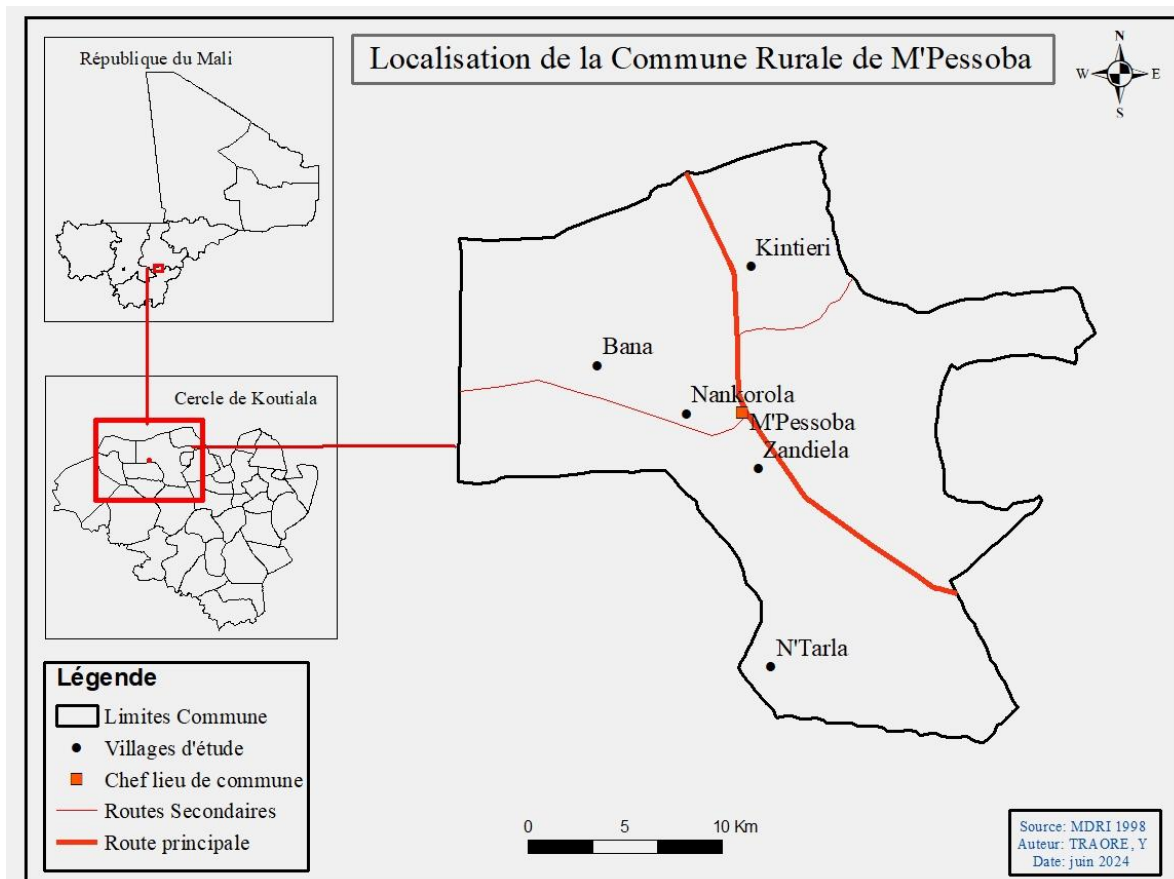 Localisation de la Commune Rurale de M'Pessoba
République du Mali
N
W
E
S
Kintieri
Bana
Nankorola
M'Pessoba
Zandiela
N'Tarla
Cercle de Koutiala
Légende
Limites Commune
Villages d'étude
Chef lieu de commune
Routes Secondaires
Route principale
0 5 10 Km
Source: MDRI 1998
Auteur: TRAORE, Y
Date: juin 2024